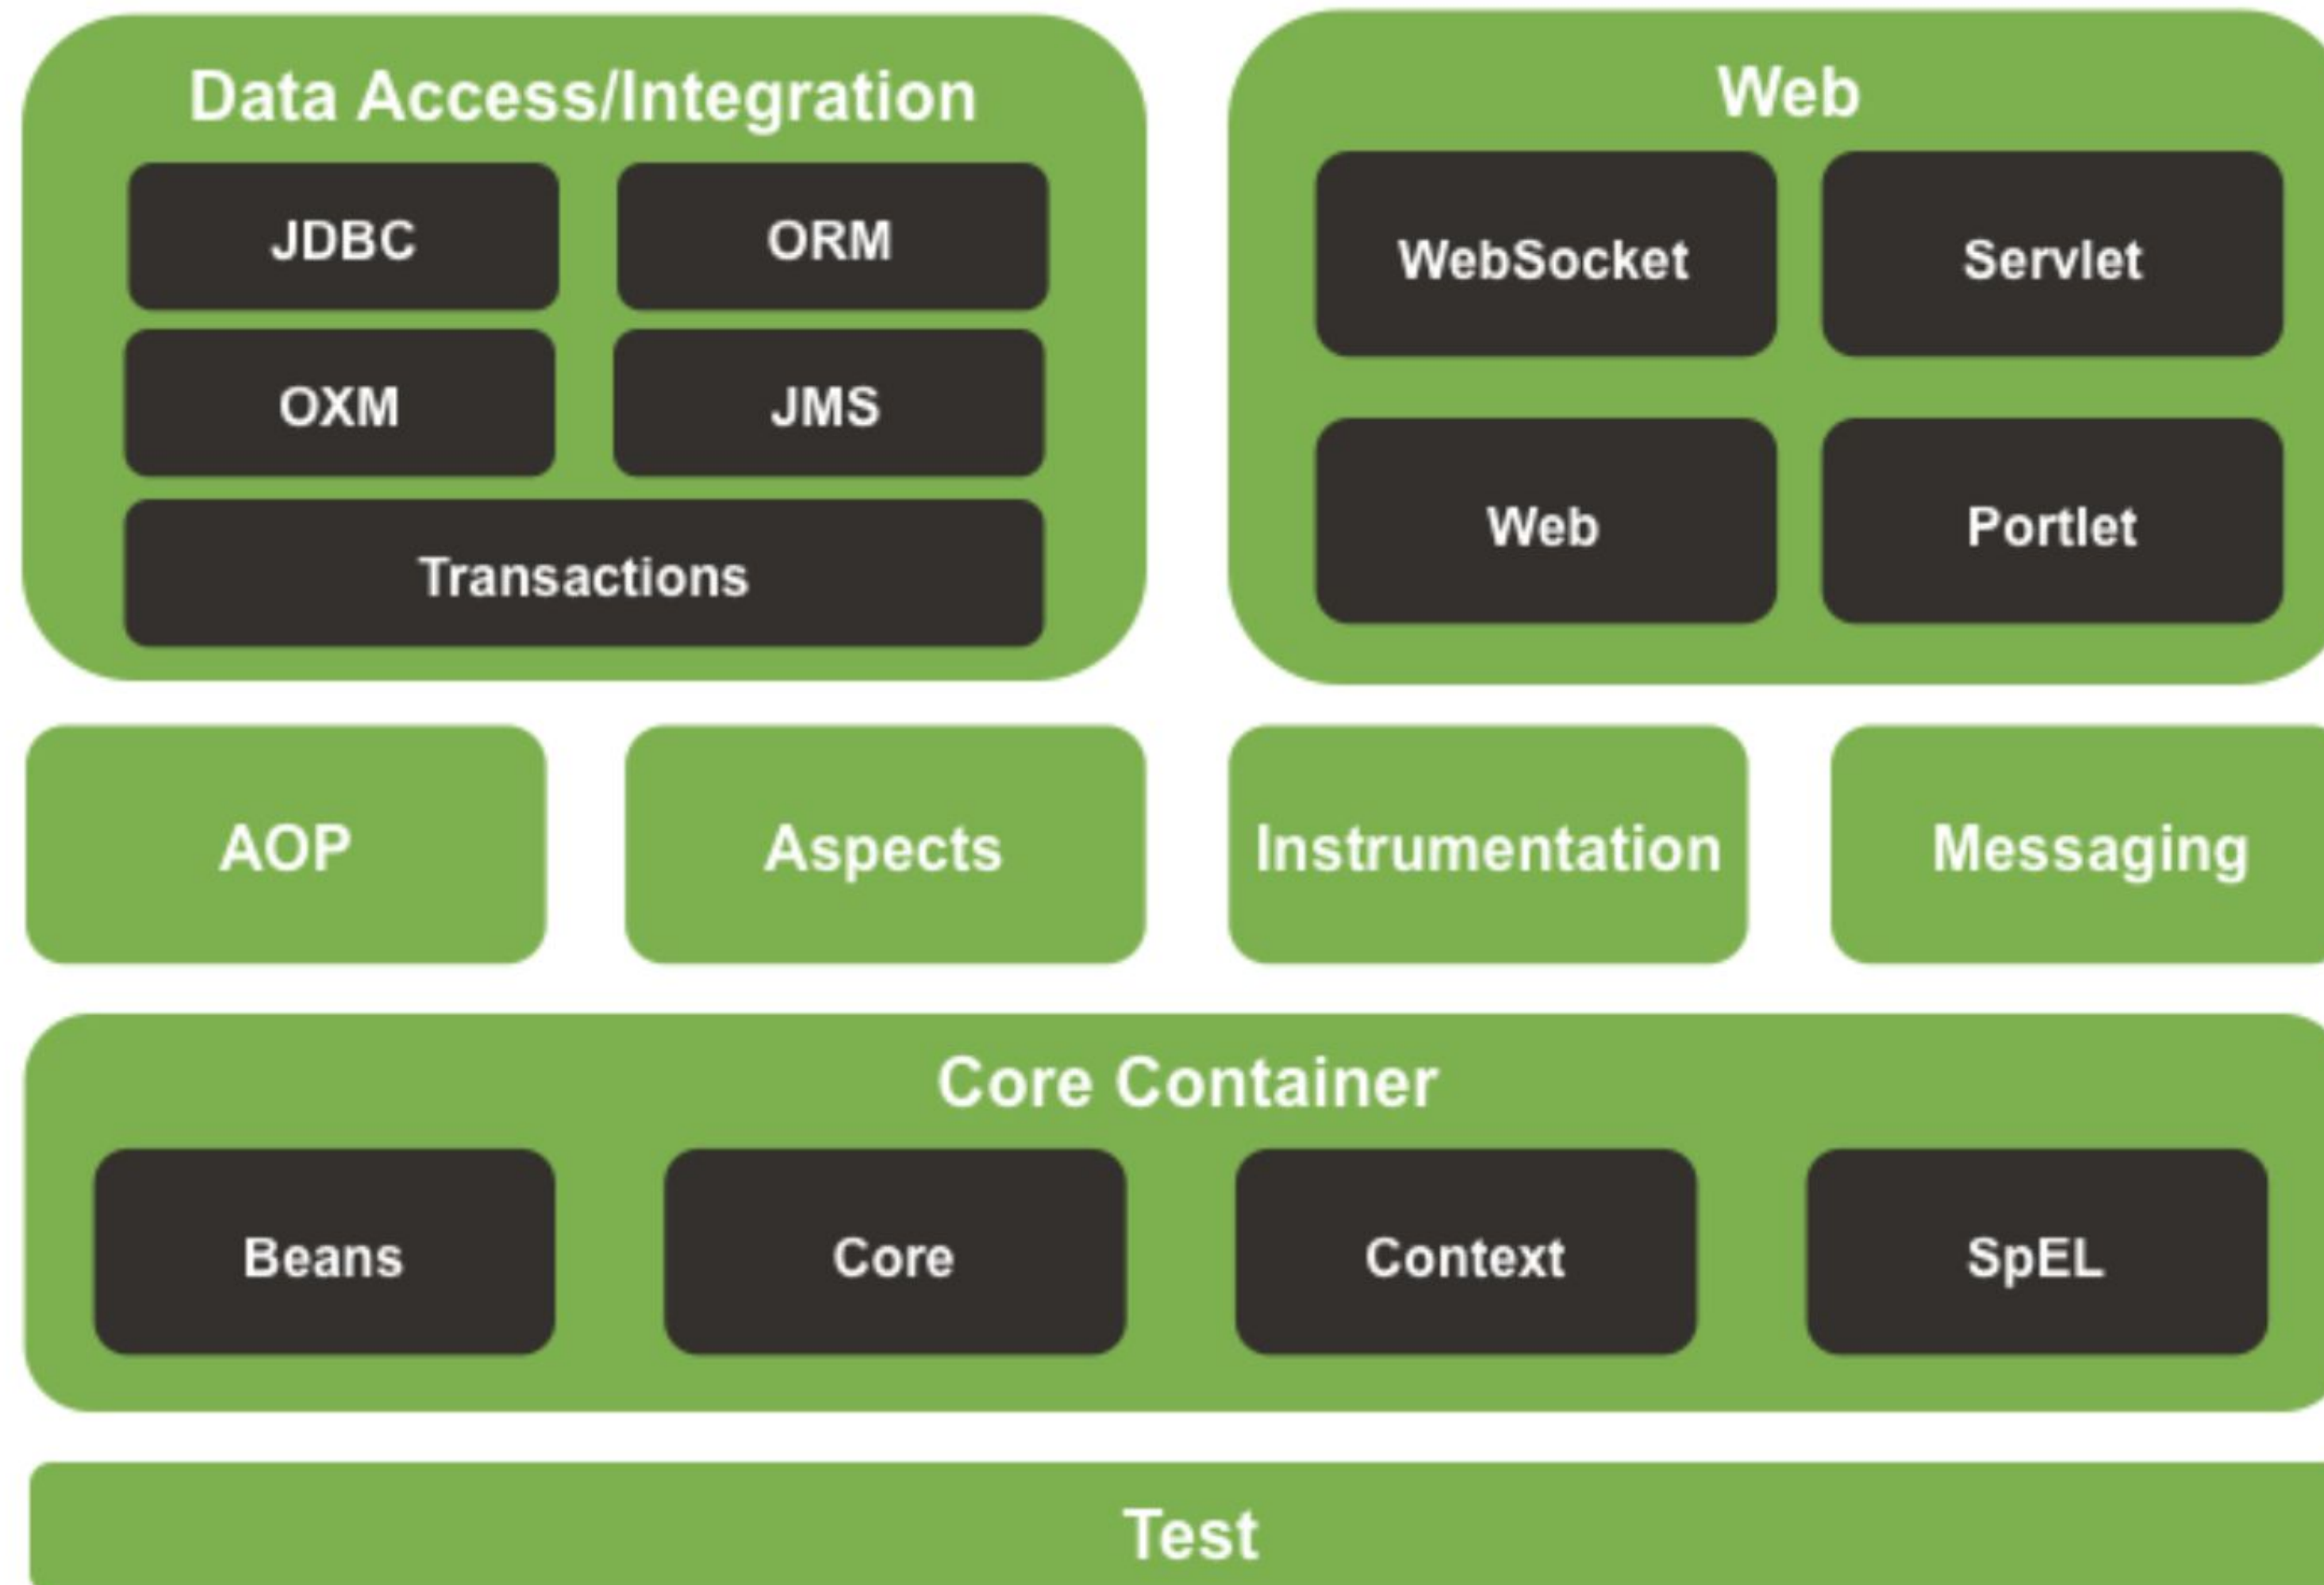 Data Access/Integration
JDBC
ORM
OXM
JMS
Transactions
Web
WebSocket
Servlet
Web
Portlet
AOP
Aspects
Instrumentation
Messaging
Core Container
Beans
Core
Context
SpEL
Test